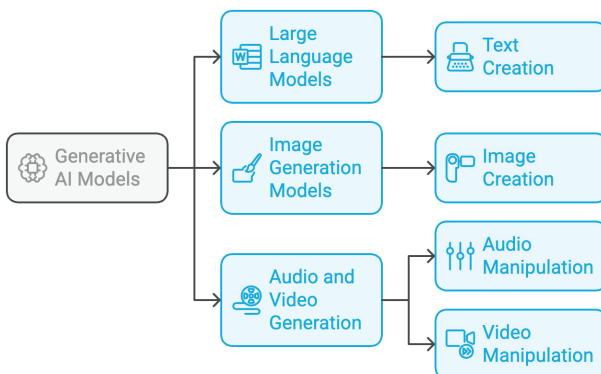 Generative
AI Models
Large
Language
Models
Text
Creation
Image
Generation
Models
Image
Creation
Audio and
Video
Generation
Audio
Manipulation
Video
Manipulation
W